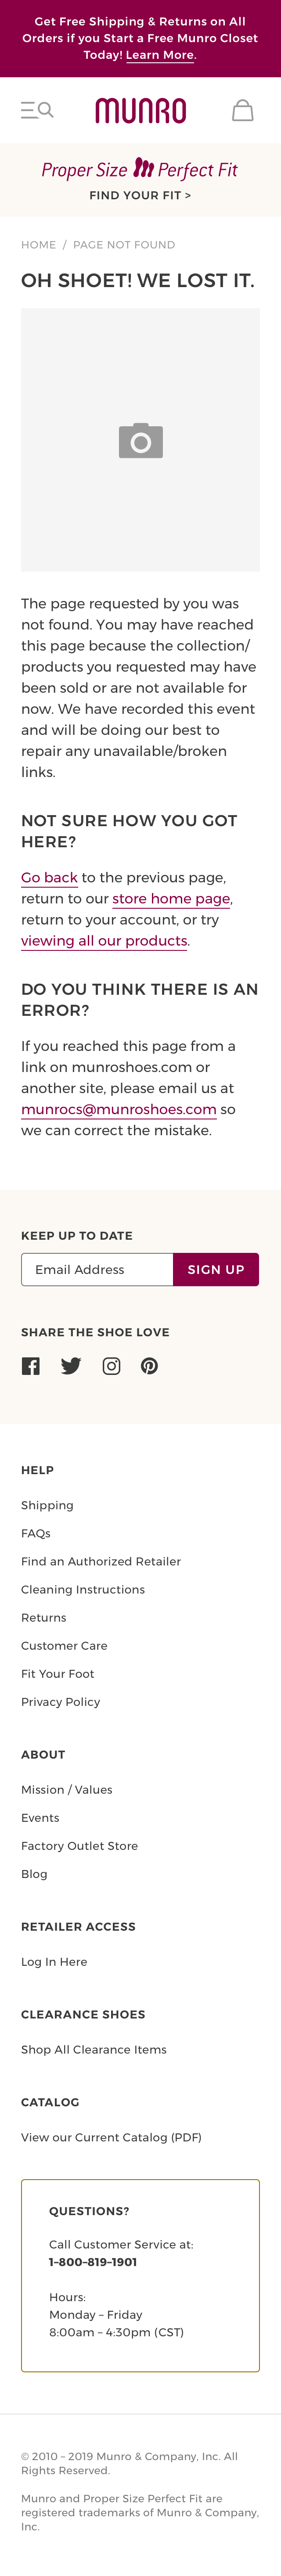 Get Free Shipping & Returns on All
Orders if you Start a Free Munro Closet
Today! Learn More.
MUNRO
Proper Size Perfect Fit
FIND YOUR FIT >
HOME / PAGE NOT FOUND
OH SHOET! WE LOST IT.
The page requested by you was
not found. You may have reached
this page because the collection/
products you requested may have
been sold or are not available for
now. We have recorded this event
and will be doing our best to
repair any unavailable/broken
links.
NOT SURE HOW YOU GOT
HERE?
Go back to the previous page,
return to our store home page,
return to your account, or try
viewing all our products.
DO YOU THINK THERE IS AN
ERROR?
If you reached this page from a
link on munroshoes.com or
another site, please email us at
munrocs@munroshoes.com so
we can correct the mistake.
KEEP UP TO DATE
Email Address SIGN UP
SHARE THE SHOE LOVE
HELP
Shipping
FAQs
Find an Authorized Retailer
Cleaning Instructions
Returns
Customer Care
Fit Your Foot
Privacy Policy
ABOUT
Mission / Values
Events
Factory Outlet Store
Blog
RETAILER ACCESS
Log In Here
CLEARANCE SHOES
Shop All Clearance Items
CATALOG
View our Current Catalog (PDF)
QUESTIONS?
Call Customer Service at:
1-800-819-1901
Hours:
Monday – Friday
8:00am – 4:30pm (CST)
© 2010 – 2019 Munro & Company, Inc. All
Rights Reserved.
Munro and Proper Size Perfect Fit are
registered trademarks of Munro & Company,
Inc.